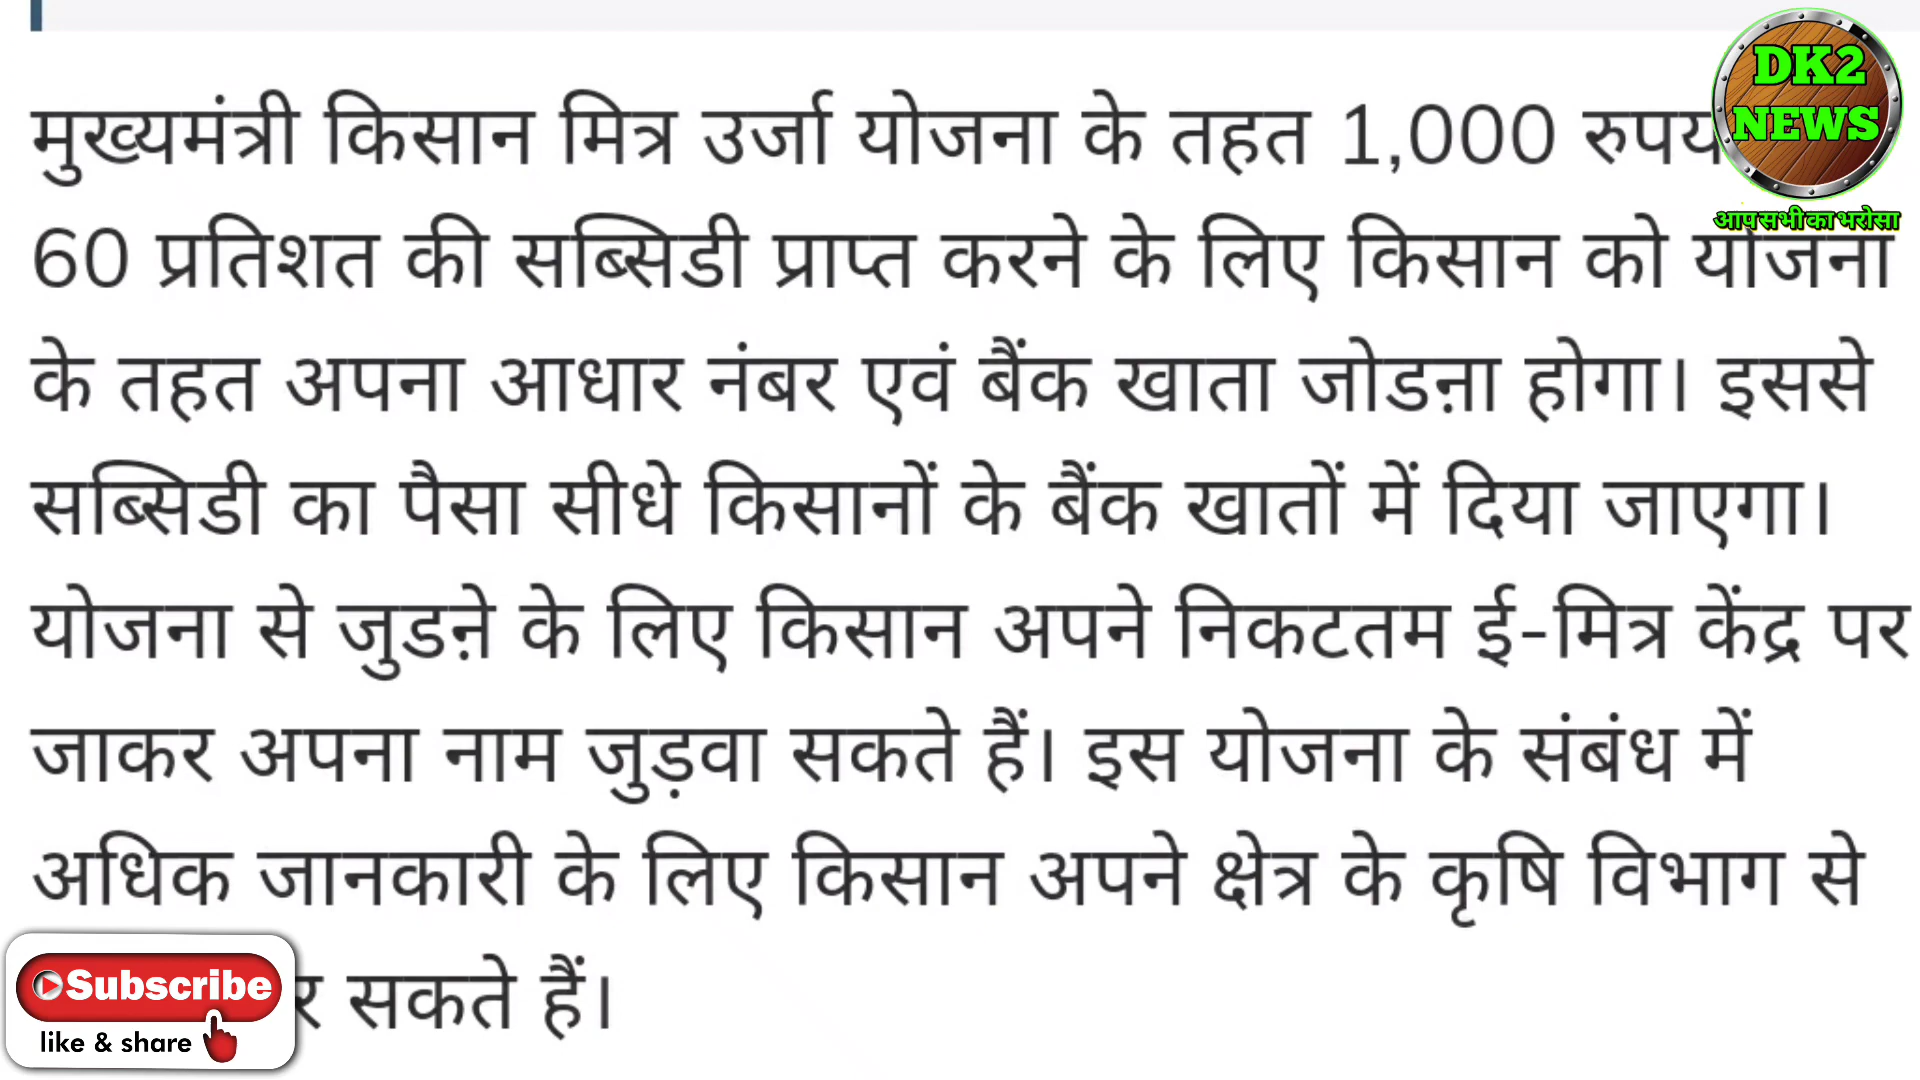 मुख्यमंत्री किसान मित्र उर्जा योजना के तहत 1,000
60 प्रतिशत की सब्सिडी प्राप्त करने के लिए किसान को योजना
के तहत अपना आधार नंबर एवं बैंक खाता जोडऩा होगा। इससे
सब्सिडी का पैसा सीधे किसानों के बैंक खातों में दिया जाएगा।
योजना से जुडऩे के लिए किसान अपने निकटतम ई-मित्र केंद्र पर
जाकर अपना नाम जुड़वा सकते हैं। इस योजना के संबंध में
अधिक जानकारी के लिए किसान अपने क्षेत्र के कृषि विभाग से
सकते हैं।
DK2
NEWS
आप सभी का भरोसा
Subscribe
like & share